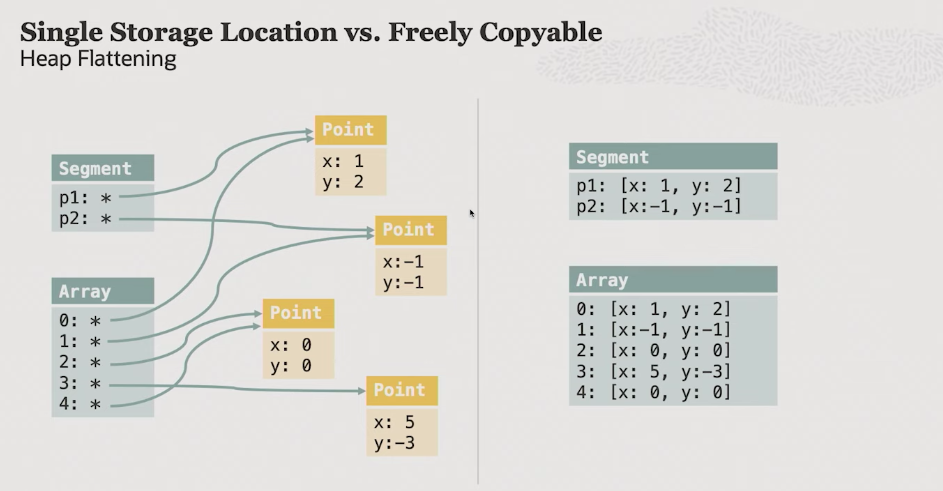 Single Storage Location vs. Freely Copyable
Heap Flattening
Segment
p1: *
p2: *
Array
0: *
1: *
2: *
3: *
4: *
Point
x: 1
y: 2
Point
x:-1
y:-1
Point
x: 0
y: 0
Point
x: 5
y:-3
Segment
p1: [x: 1, y: 2]
p2: [x:-1, y:-1]
Array
0: [x: 1, y: 2]
1: [x:-1, y:-1]
2: [x: 0, y: 0]
3: [x: 5, y:-3]
4: [x: 0, y: 0]